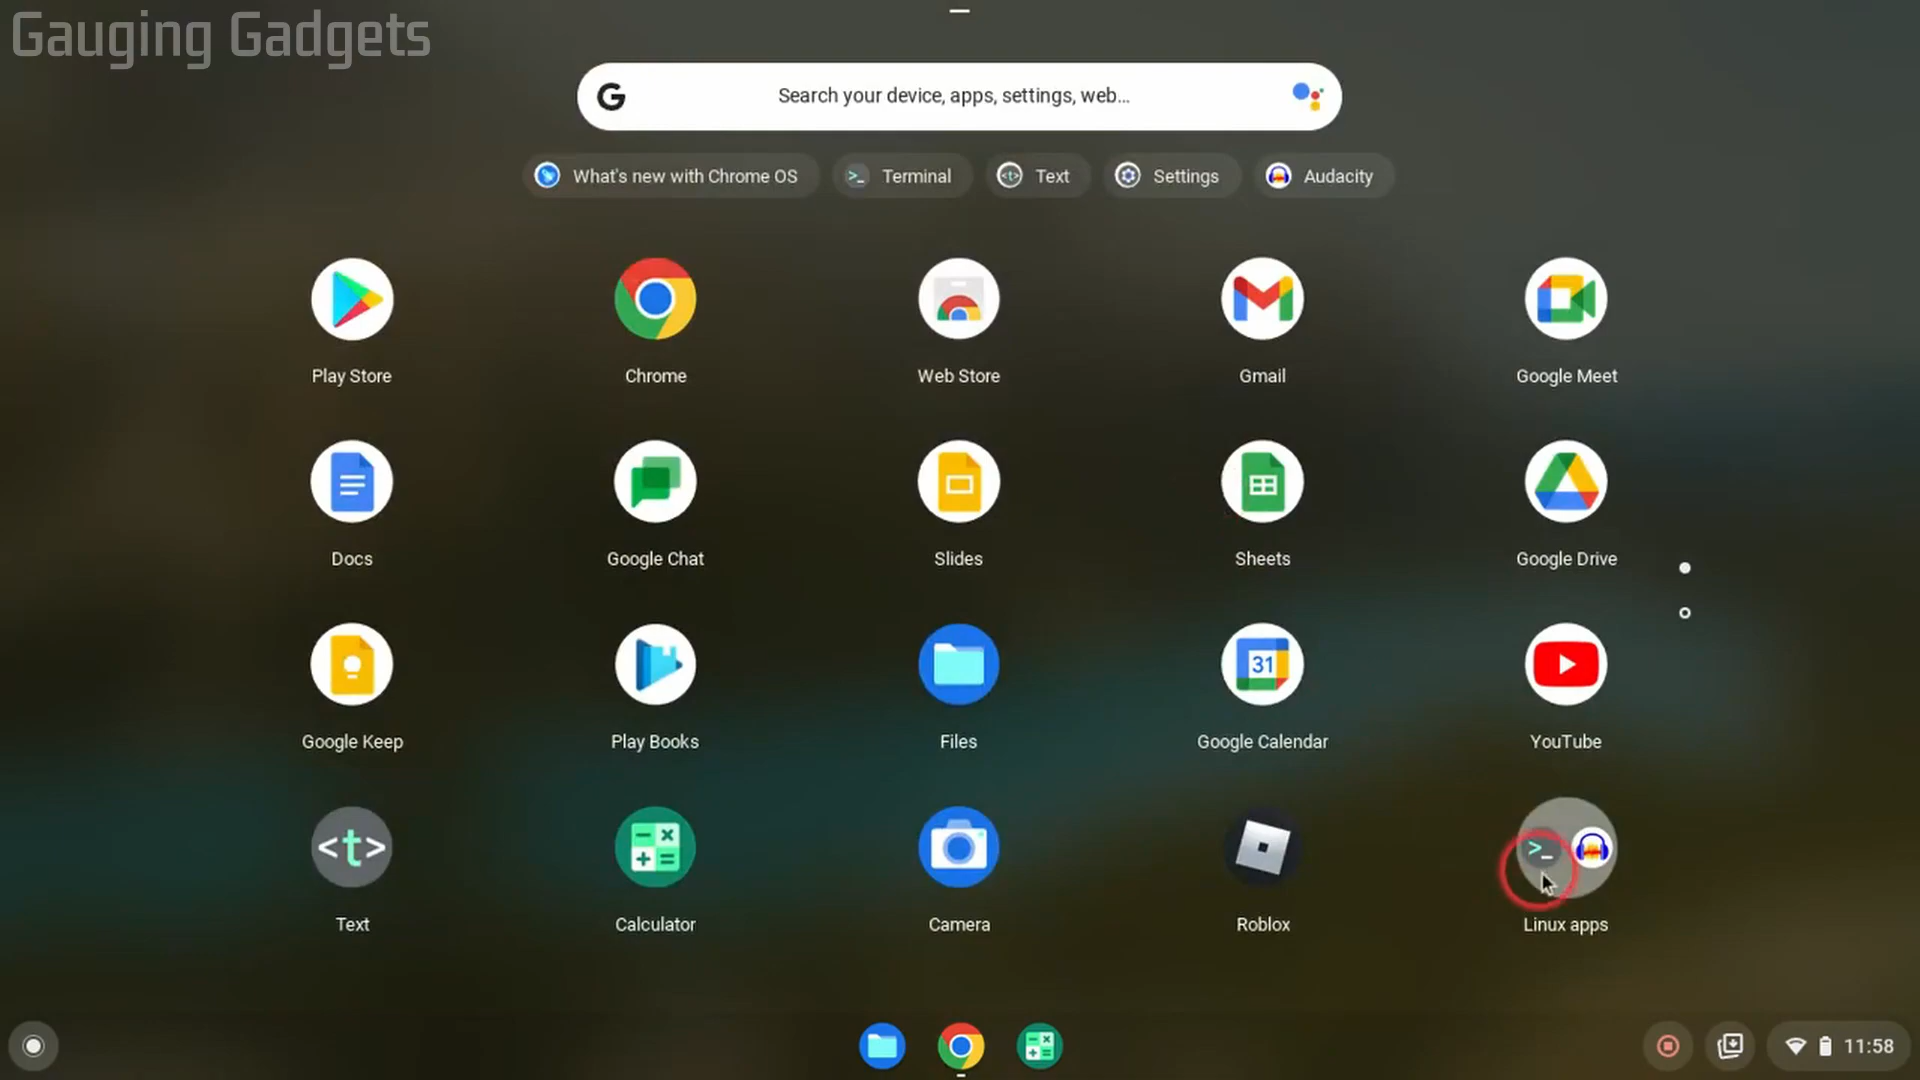 Gauging Gadgets
Search your device, apps, settings, web...
What's new with Chrome OS
Terminal
Text
Settings
Audacity
Play Store
Chrome
Web Store
Gmail
Google Meet
Docs
Google Chat
Slides
Sheets
Google Drive
Google Keep
Play Books
Files
31
Google Calendar
YouTube
<t>
Text
Calculator
Camera
Roblox
>_
Linux apps
11:58